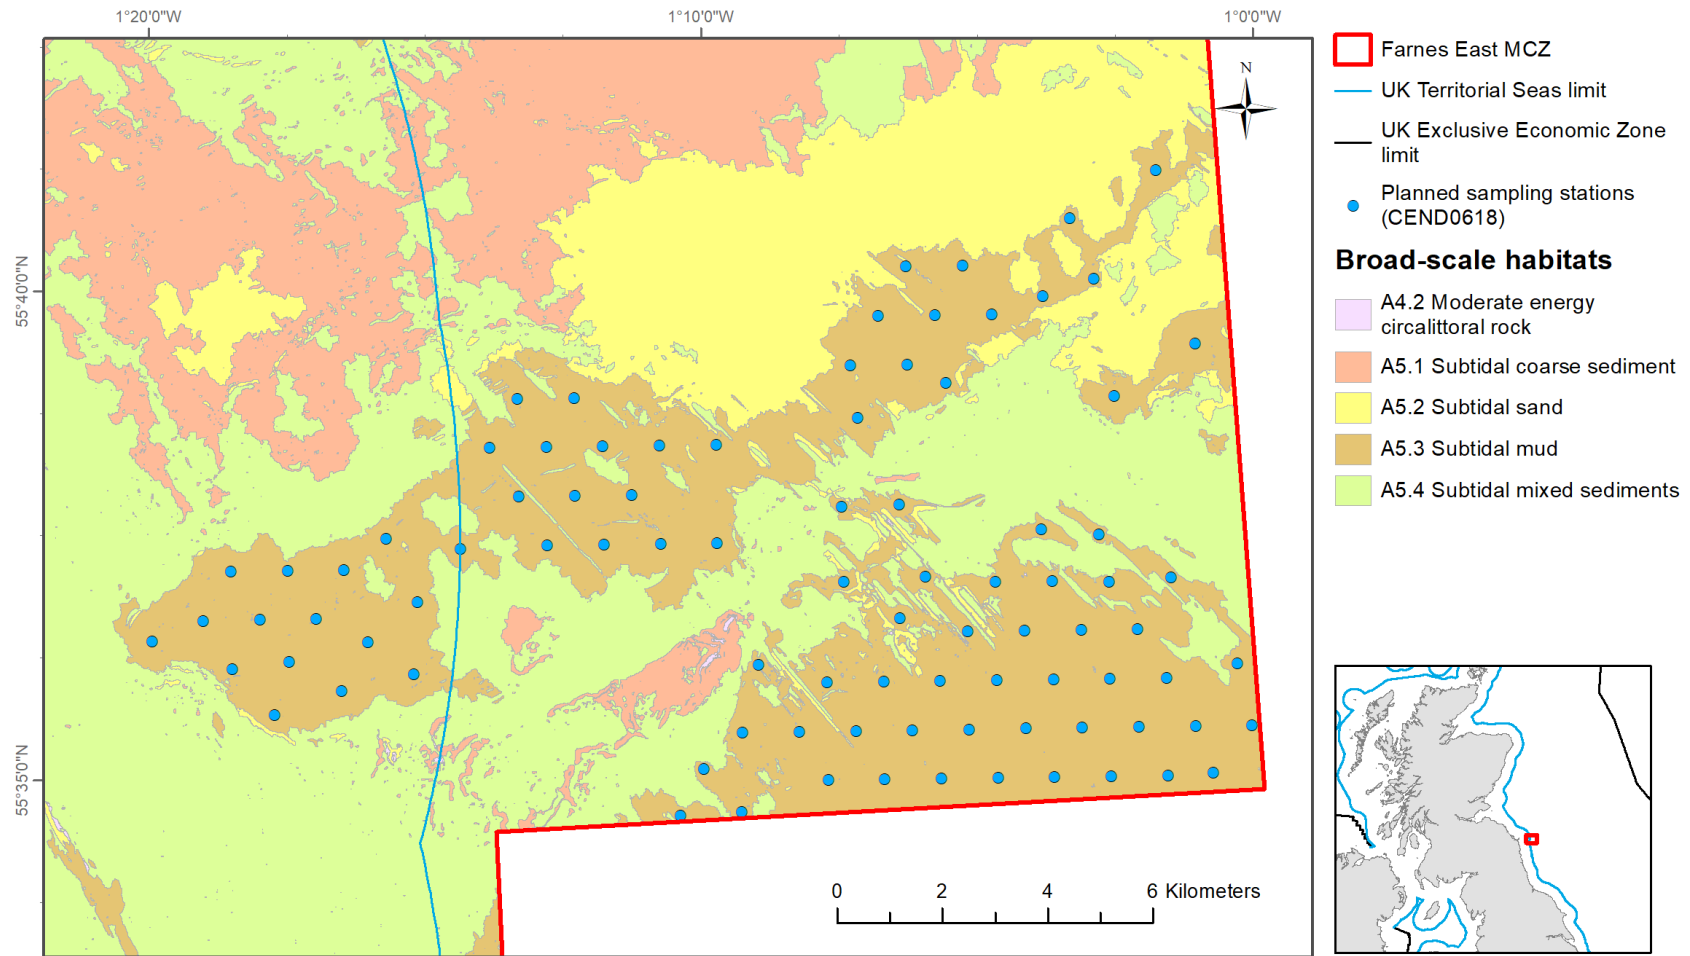 1°20'0"W
1°10'0"W
1°0'0"W
55°40'0"N
55°35'0"N
N
0 2 4 6 Kilometers
Farnes East MCZ
UK Territorial Seas limit
UK Exclusive Economic Zone
limit
Planned sampling stations
(CEND0618)
Broad-scale habitats
A4.2 Moderate energy
circalittoral rock
A5.1 Subtidal coarse sediment
A5.2 Subtidal sand
A5.3 Subtidal mud
A5.4 Subtidal mixed sediments